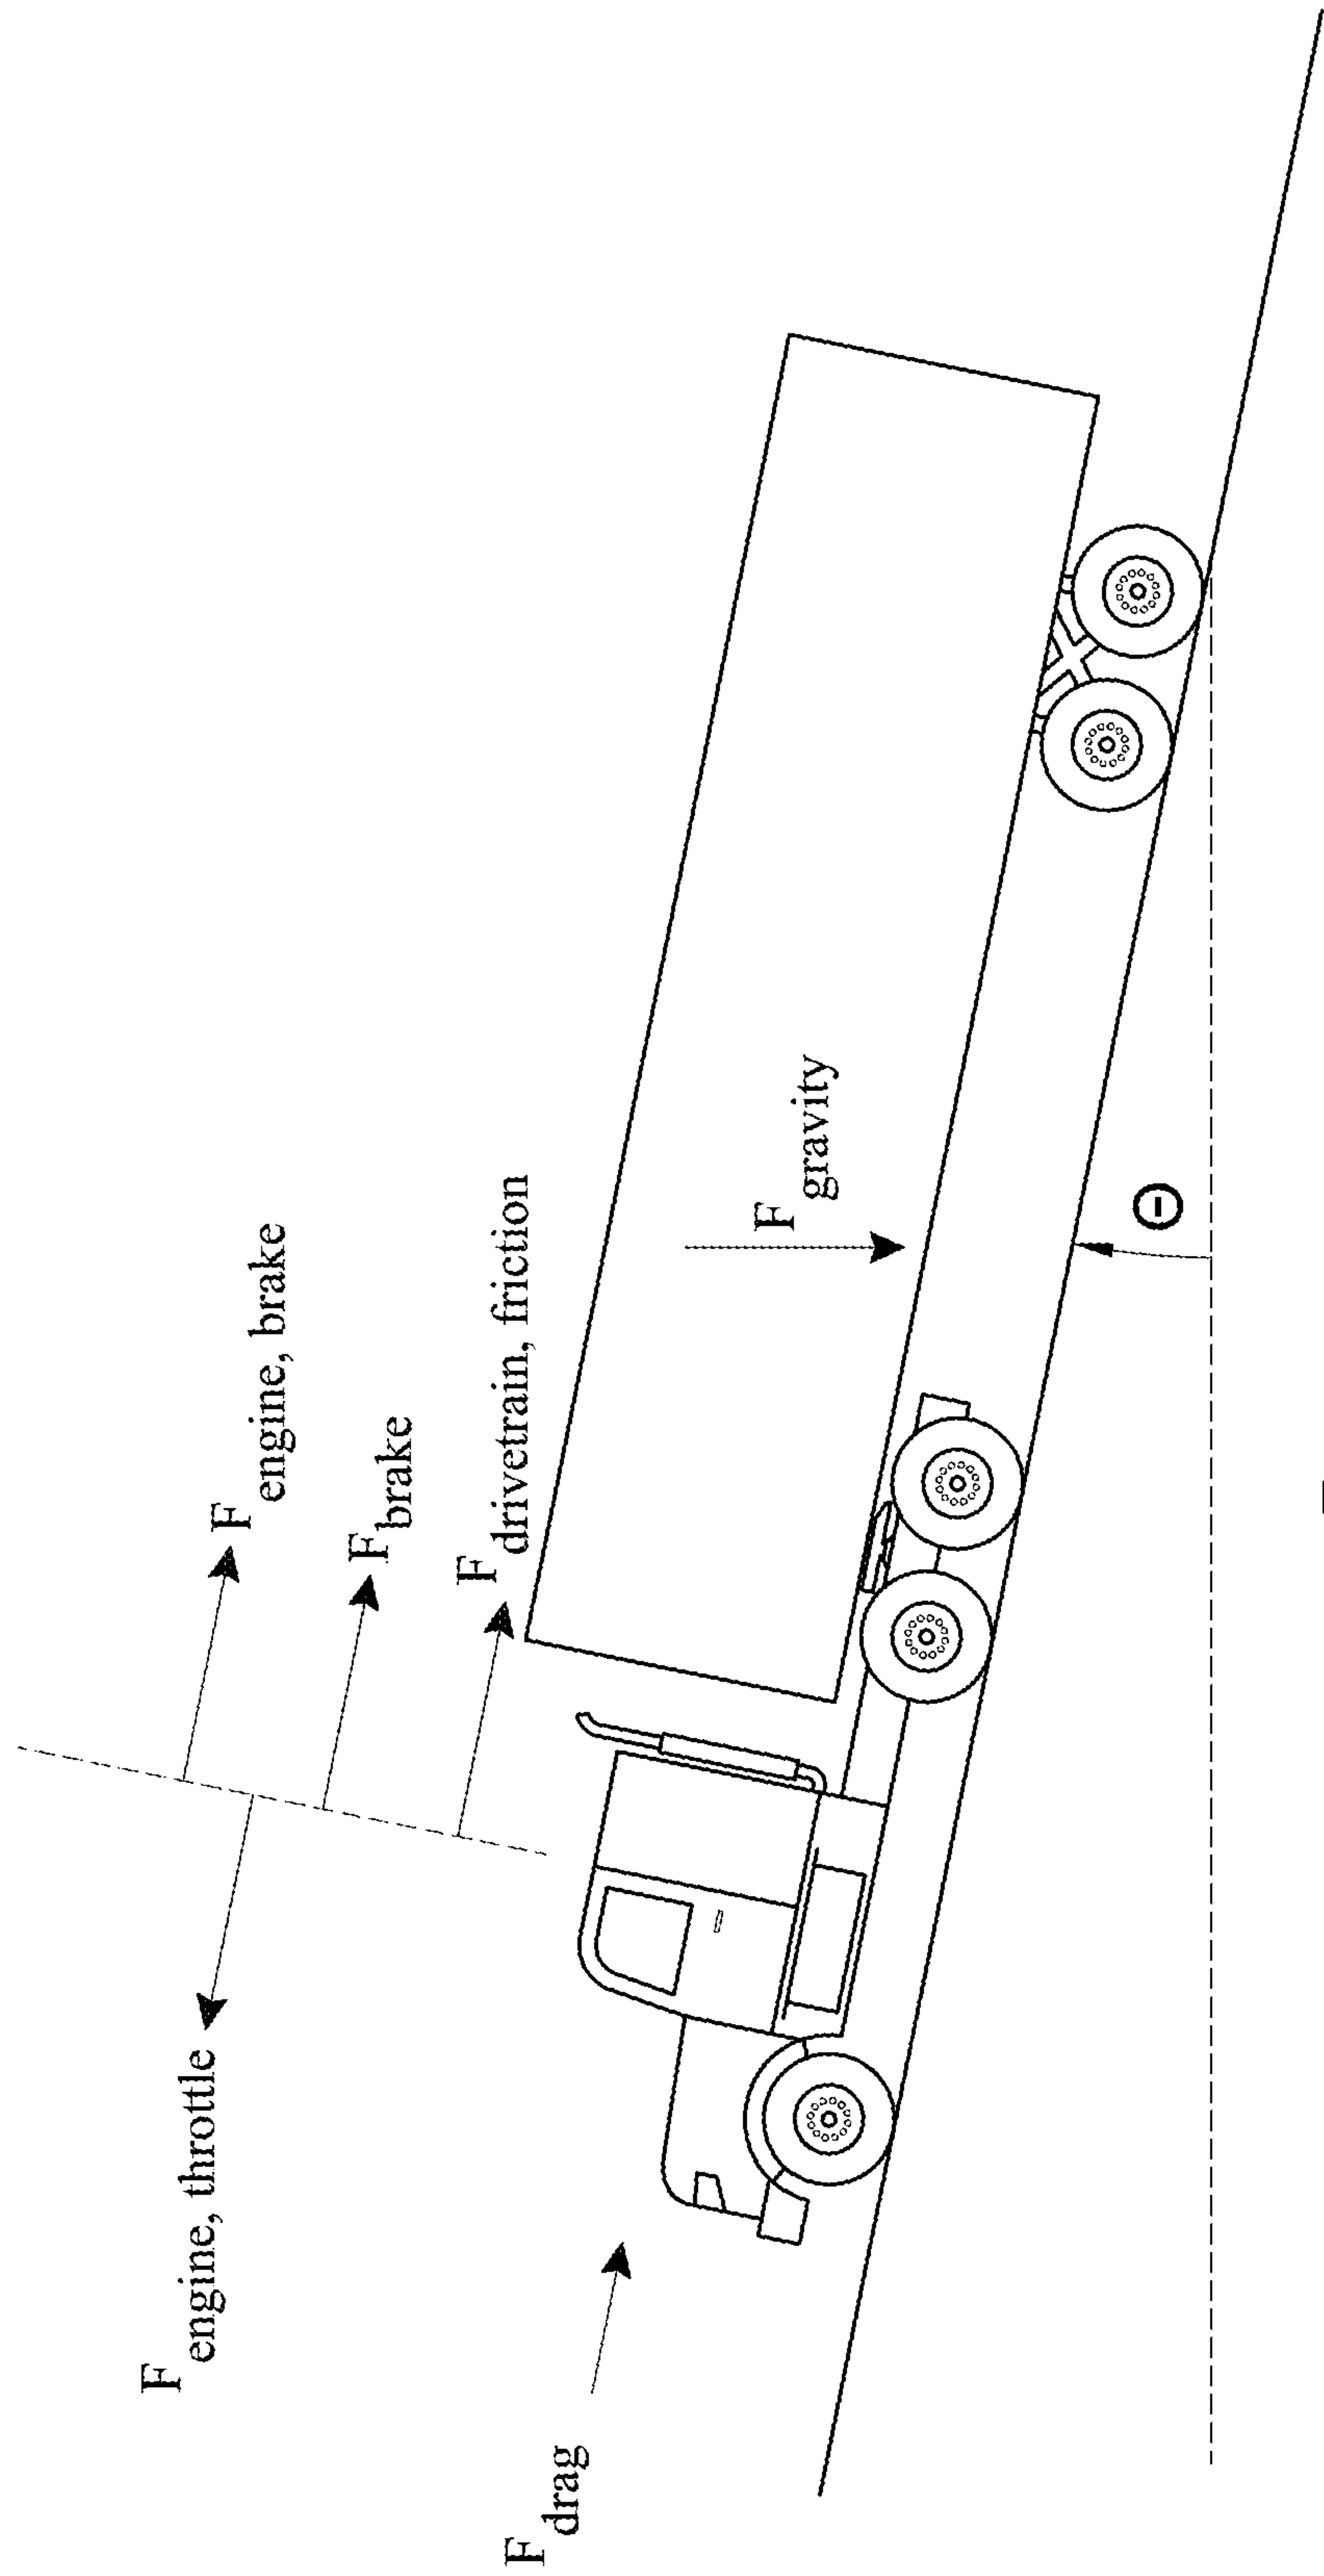 F engine, throttle
F engine, brake
F brake
F drivetrain, friction
F drag
F gravity
Θ